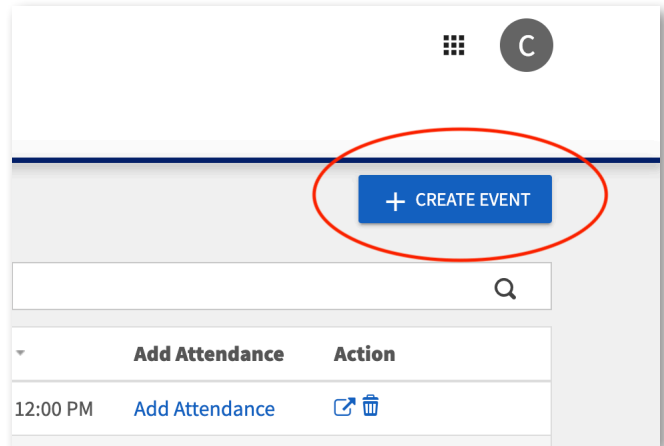 C
+ CREATE EVENT
Add Attendance Action
12:00 PM Add Attendance